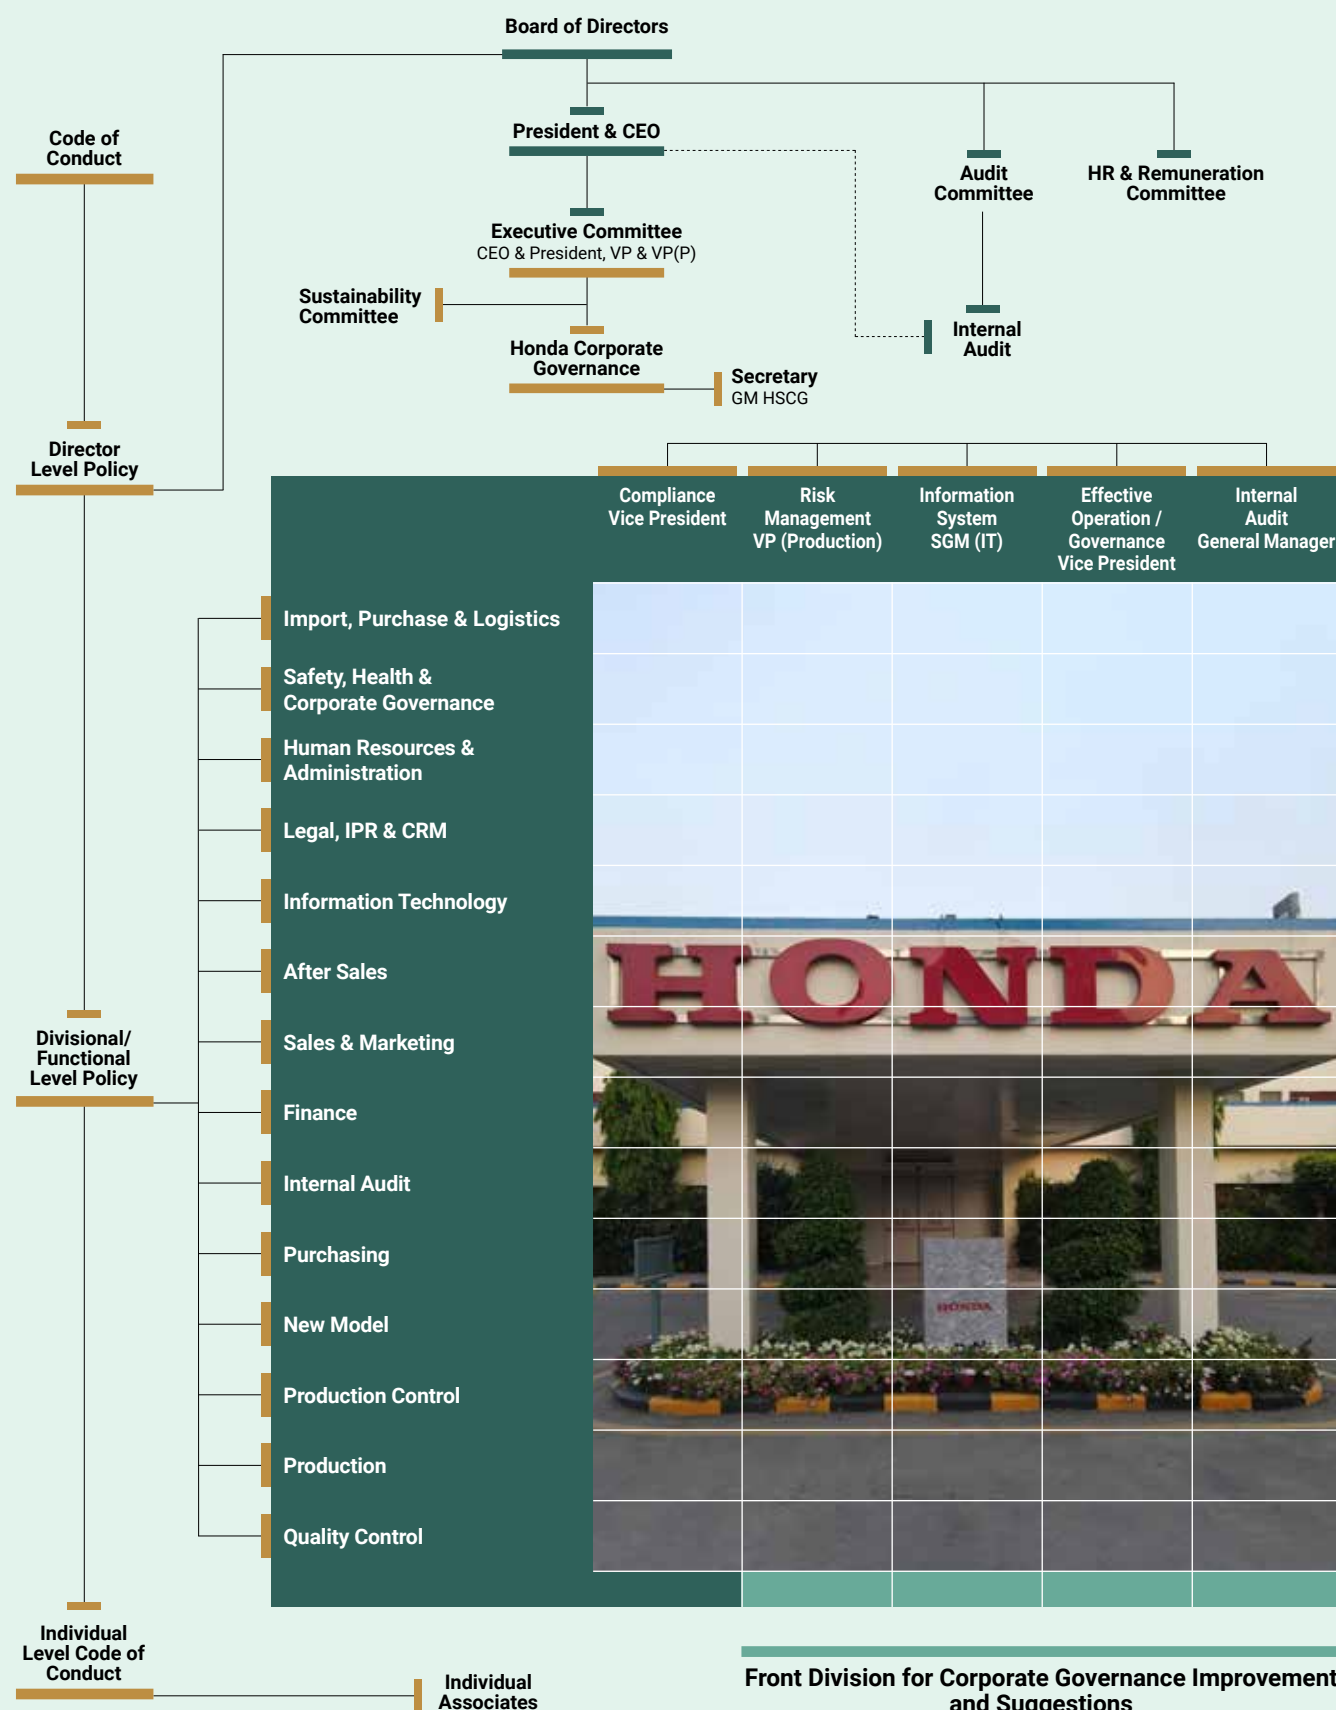 Board of Directors
Code of
Conduct
President & CEO
Audit
Committee
HR & Remuneration
Committee
Executive Committee
CEO & President, VP & VP(P)
Sustainability
Committee
Honda Corporate
Governance
Internal
Audit
Secretary
GM HSCG
Director
Level Policy
Compliance
Vice President
Risk
Management
VP (Production)
Information
System
SGM (IT)
Effective
Operation /
Governance
Vice President
Internal
Audit
General Manager
Import, Purchase & Logistics
Safety, Health &
Corporate Governance
Human Resources &
Administration
Legal, IPR & CRM
Information Technology
After Sales
Sales & Marketing
Finance
Internal Audit
Purchasing
New Model
Production Control
Production
Quality Control
HONDA
HONDA
Divisional/
Functional
Level Policy
Individual
Level Code of
Conduct
Individual
Associates
Front Division for Corporate Governance Improvement
and Suggestions